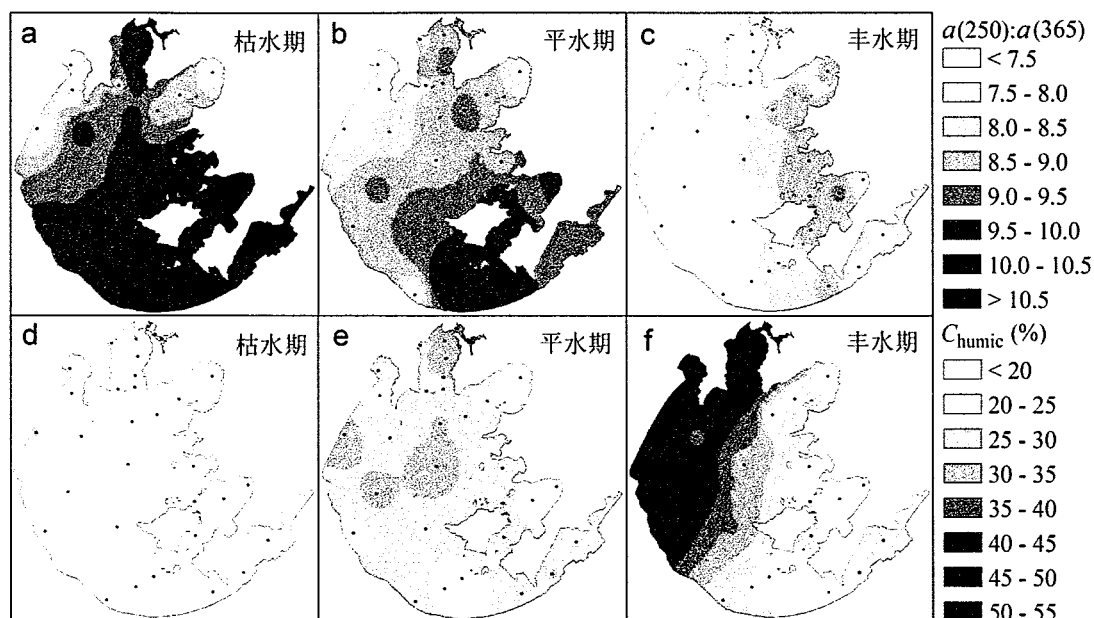 a 枯水期
b 平水期
c 丰水期
a(250):a(365)
< 7.5
7.5 - 8.0
8.0 - 8.5
8.5 - 9.0
9.0 - 9.5
9.5 - 10.0
10.0 - 10.5
> 10.5
d 枯水期
e 平水期
f 丰水期
Chumic (%)
< 20
20 - 25
25 - 30
30 - 35
35 - 40
40 - 45
45 - 50
50 - 55